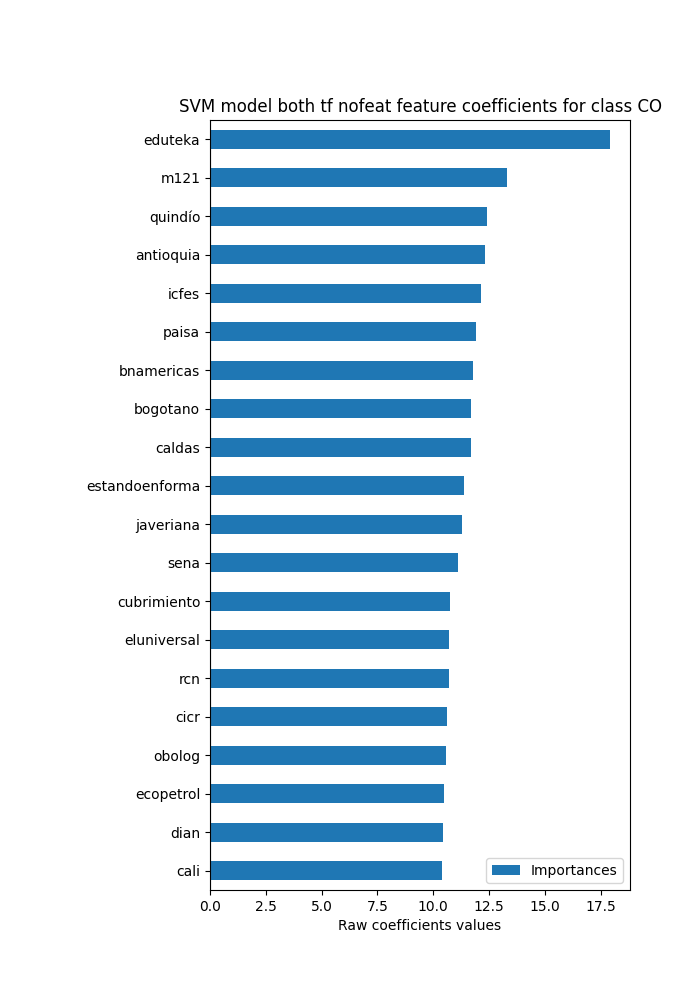 SVM model both tf nofeat feature coefficients for class CO
eduteka
m121
quindío
antioquia
icfes
paisa
bnamericas
bogotano
caldas
estandoenforma
javeriana
sena
cubrimiento
eluniversal
rcn
cicr
obolog
ecopetrol
dian
cali
Importances
0.0 2.5 5.0 7.5 10.0 12.5 15.0 17.5
Raw coefficients values